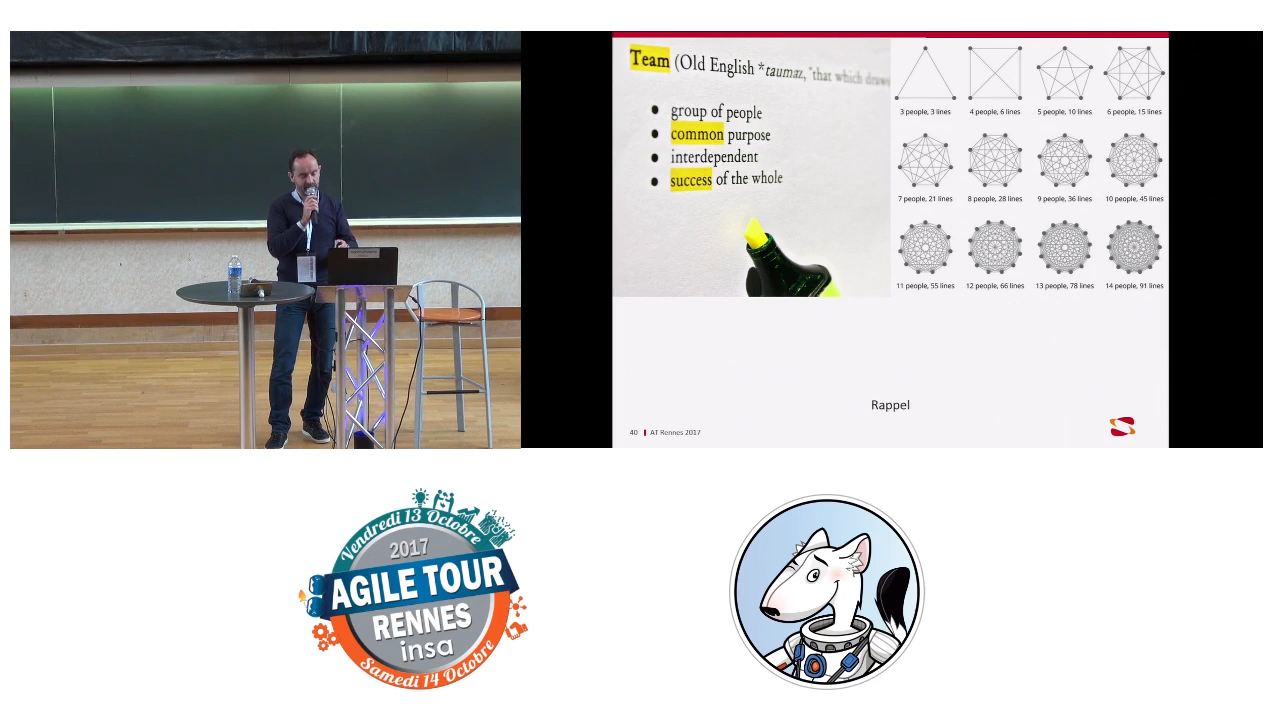 Team (Old English *taumaz, "that which draws
group of people
common purpose
interdependent
success of the whole
3 people, 3 lines
4 people, 6 lines
5 people, 10 lines
6 people, 15 lines
7 people, 21 lines
8 people, 28 lines
9 people, 36 lines
10 people, 45 lines
11 people, 55 lines
12 people, 66 lines
13 people, 78 lines
14 people, 91 lines
Rappel
40 AT Rennes 2017
Vendredi 13 Octobre
2017
AGILE TOUR
RENNES
insa
Samedi 14 Octobre